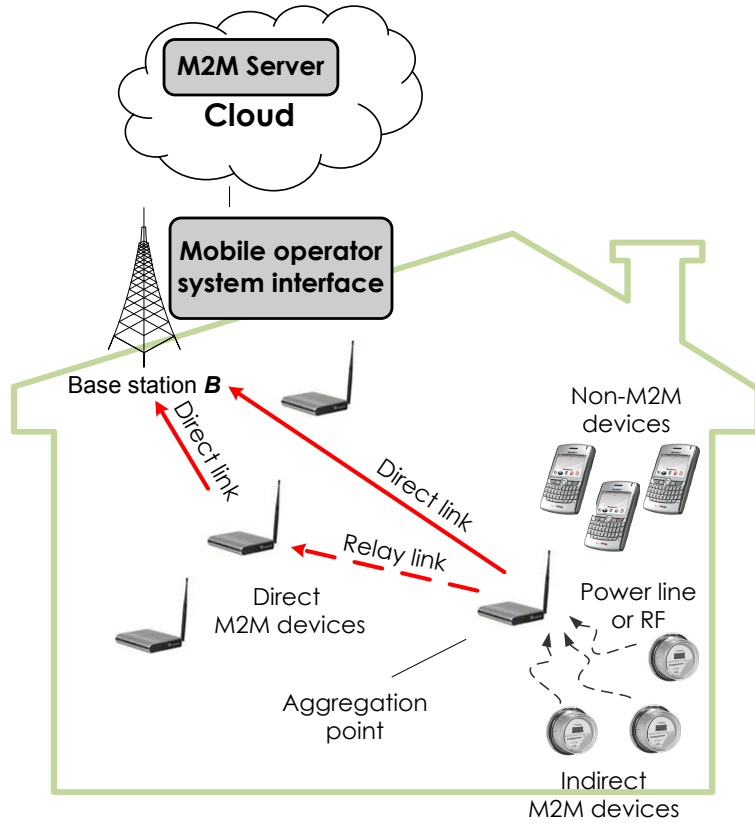 M2M Server
Cloud
Mobile operator
system interface
Base station B
Direct link
Direct link
Relay link
Non-M2M
devices
Direct
M2M devices
Power line
or RF
Aggregation
point
Indirect
M2M devices